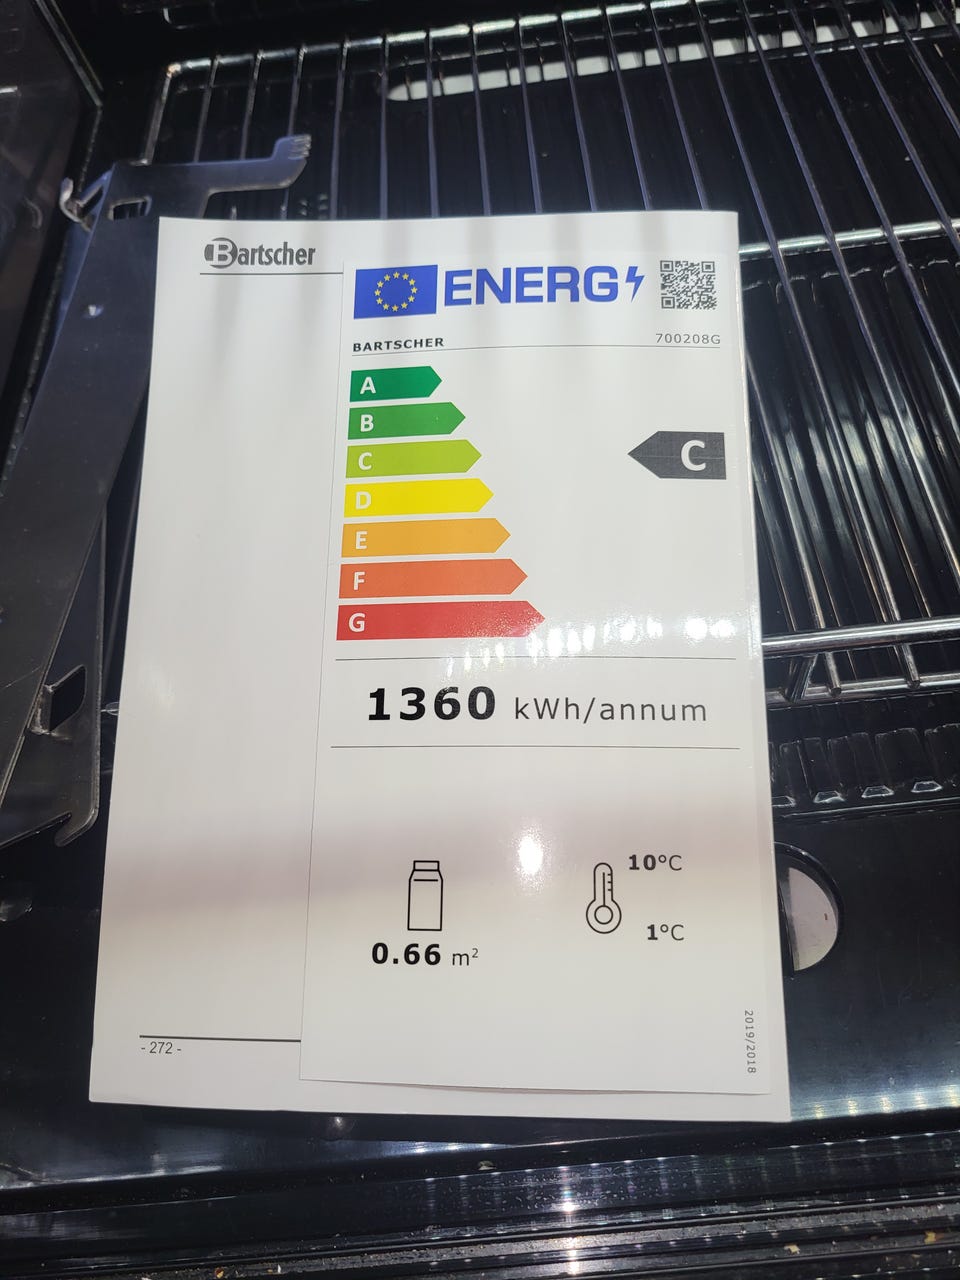 Bartscher
ENERG
BARTSCHER 700208G
A
B
C
C
D
E
F
G
1360 kWh/annum
10°C
1°C
0.66 m²
2019/2018
- 272 -